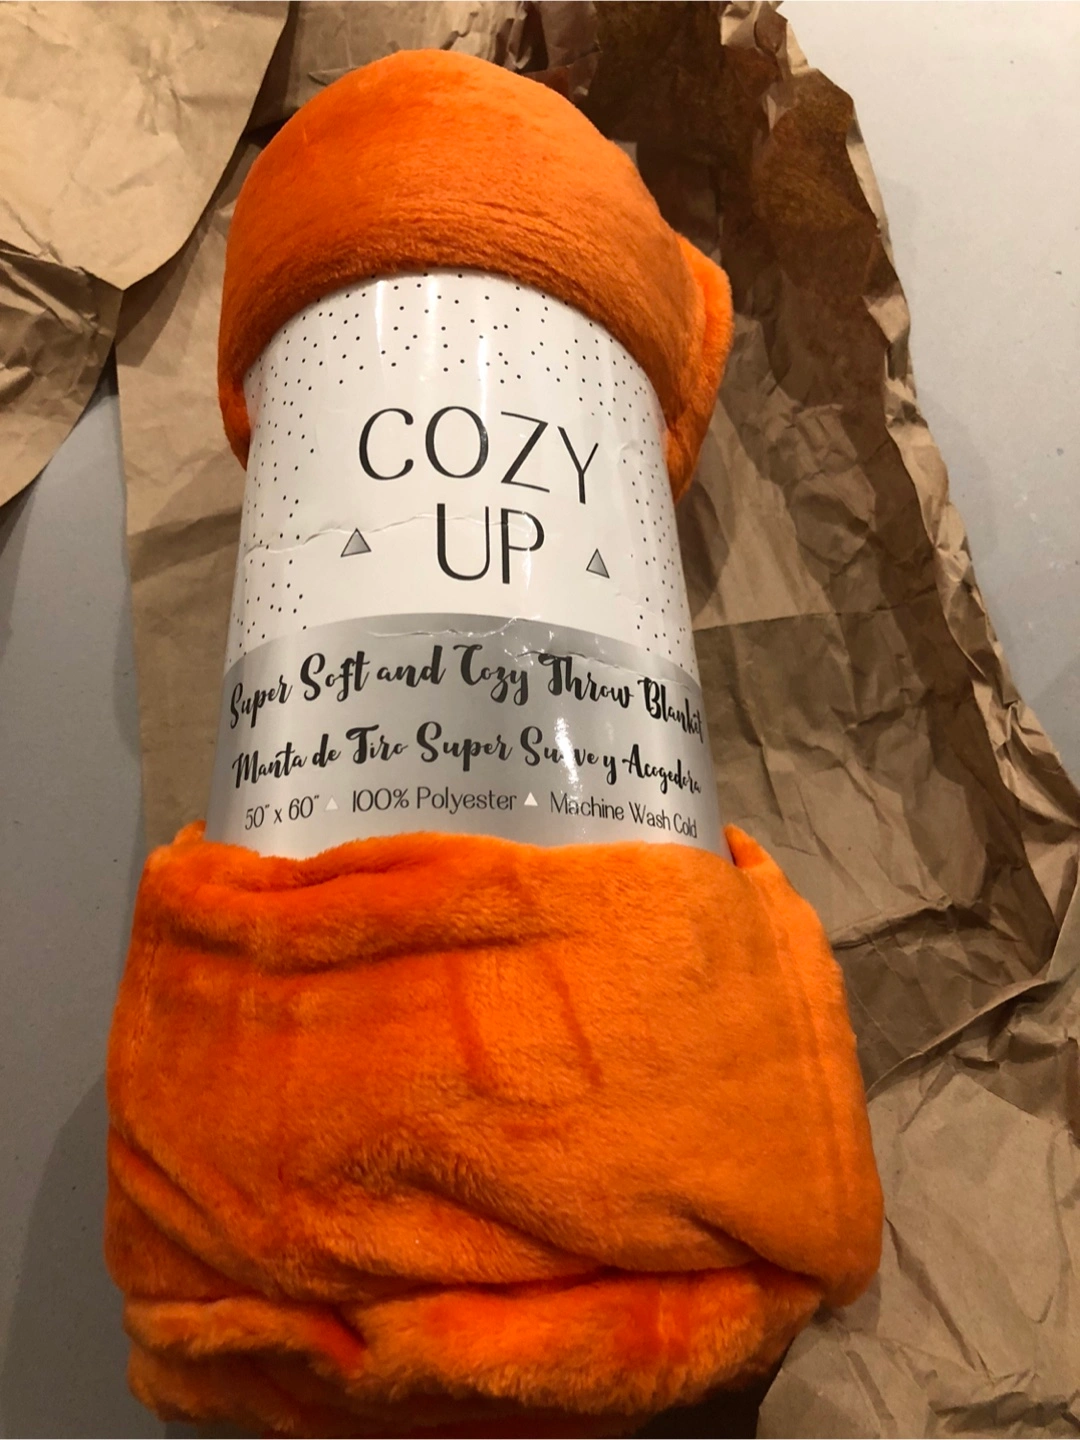 COZY
UP
Super Soft and Cozy Throw Blanket
Manta de Tiro Super Suave y Acogedora
50" x 60" 100% Polyester Machine Wash Cold